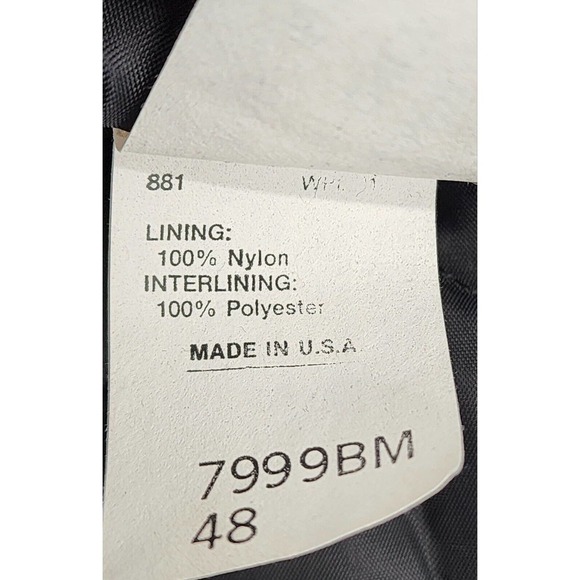 881
LINING:
100% Nylon
INTERLINING:
100% Polyester
MADE IN U.S.A
7999BM
48